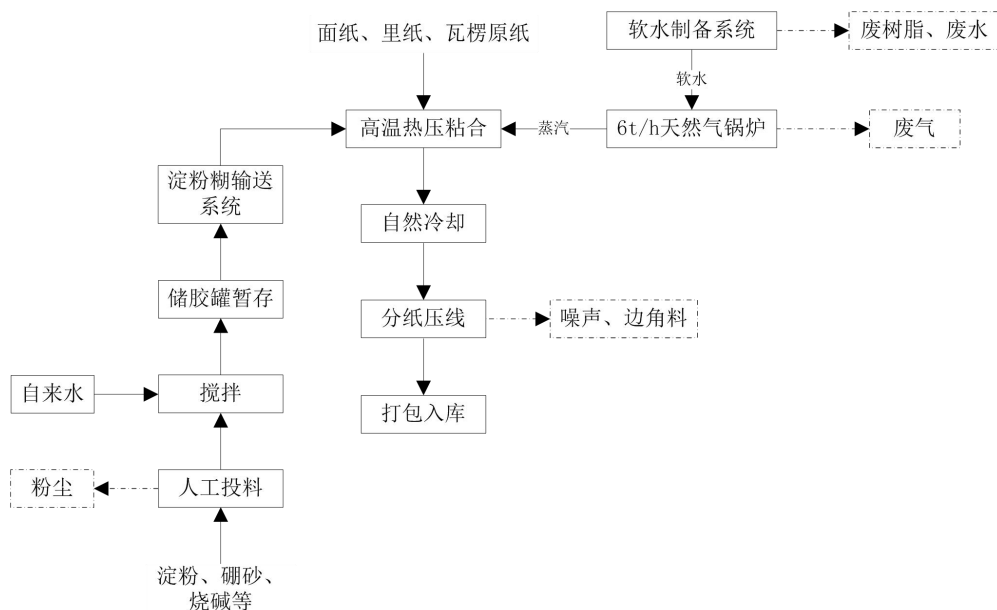 面纸、里纸、瓦楞原纸
软水制备系统
废树脂、废水
软水
高温热压粘合
蒸汽
6t/h天然气锅炉
废气
淀粉糊输送
系统
自然冷却
储胶罐暂存
分纸压线
噪声、边角料
自来水
搅拌
打包入库
粉尘
人工投料
淀粉、硼砂、
烧碱等